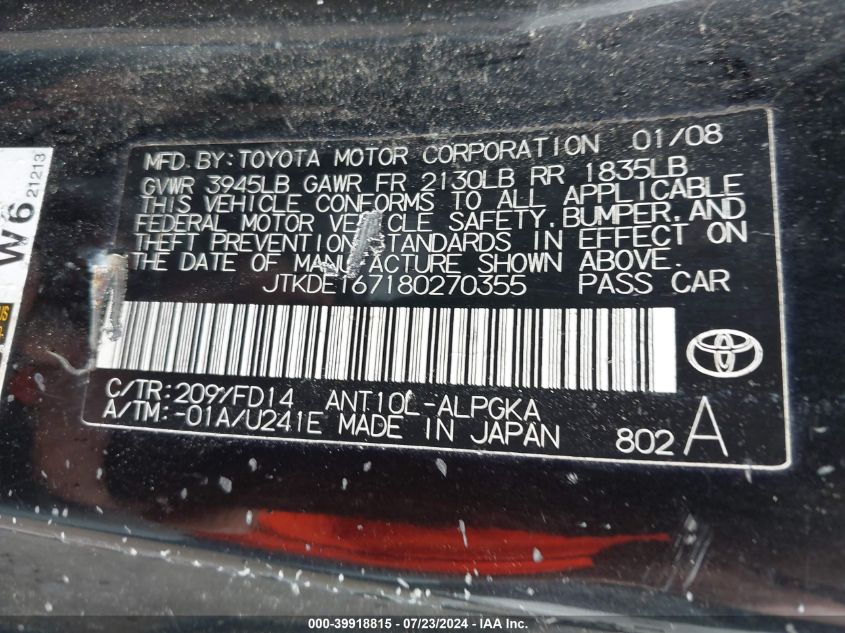 MFD. BY: TOYOTA MOTOR CORPORATION 01/08
GVWR 3945LB GAWR FR 2130LB RR 1835LB
THIS VEHICLE CONFORMS TO ALL APPLICABLE
FEDERAL MOTOR VEHICLE SAFETY, BUMPER, AND
THEFT PREVENTION STANDARDS IN EFFECT ON
THE DATE OF MANUFACTURE SHOWN ABOVE.
JTKDE167180270355 PASS CAR
C/TR: 209/FD14 ANT10L-ALPGKA
A/TM: -01A/U241E MADE IN JAPAN
802 A
W6
21213
000-39918815 - 07/23/2024 - IAA Inc.